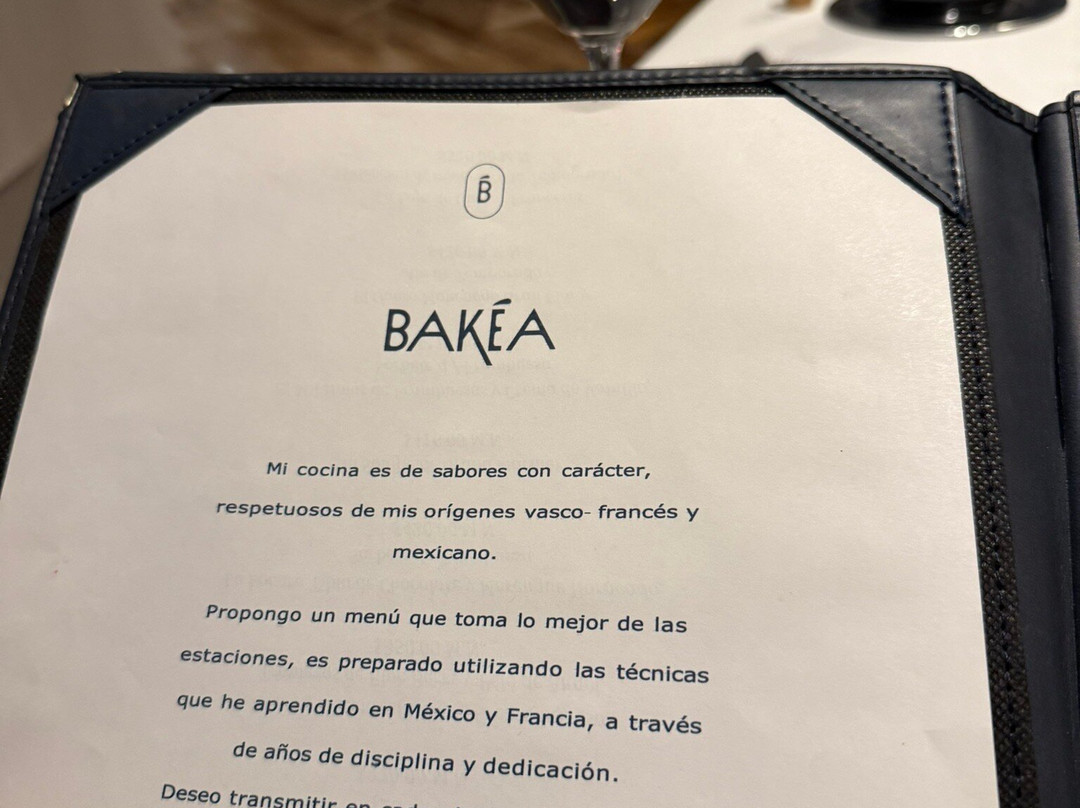 B́
BAKÉA
Mi cocina es de sabores con carácter,
respetuosos de mis orígenes vasco- francés y
mexicano.
Propongo un menú que toma lo mejor de las
estaciones, es preparado utilizando las técnicas
que he aprendido en México y Francia, a través
de años de disciplina y dedicación.
Deseo transmitir en